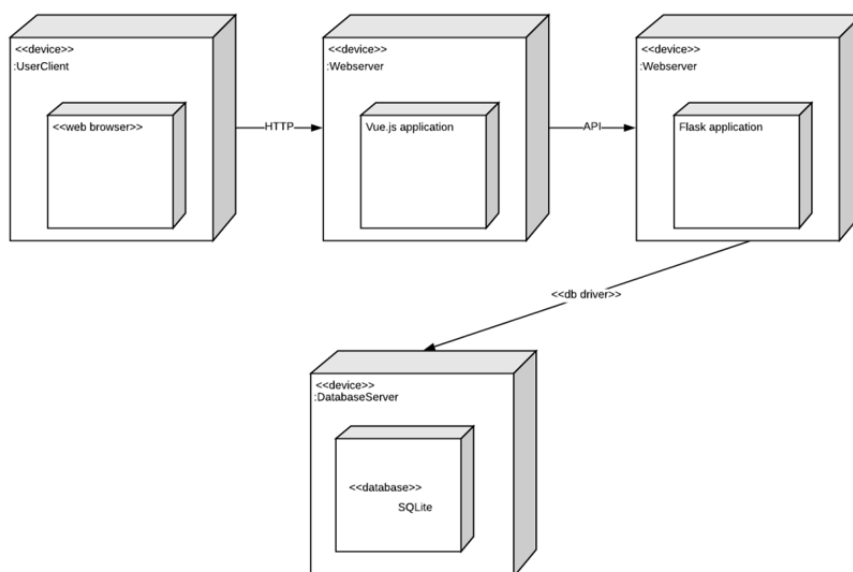 <<device>>
:UserClient
<<web browser>>
HTTP
<<device>>
:Webserver
Vue.js application
API
<<device>>
:Webserver
Flask application
<<db driver>>
<<device>>
:DatabaseServer
<<database>>
SQLite